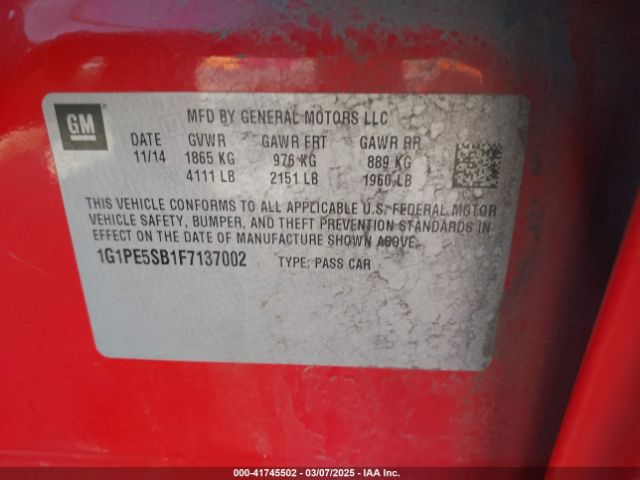 GM
MFD BY GENERAL MOTORS LLC
DATE GVWR GAWR FRT GAWR RR
11/14 1865 KG 976 KG 889 KG
4111 LB 2151 LB 1960 LB
THIS VEHICLE CONFORMS TO ALL APPLICABLE U.S. FEDERAL MOTOR
VEHICLE SAFETY, BUMPER, AND THEFT PREVENTION STANDARDS IN
EFFECT ON THE DATE OF MANUFACTURE SHOWN ABOVE.
1G1PE5SB1F7137002 TYPE: PASS CAR
000-41745502 — 03/07/2025 — IAA Inc.